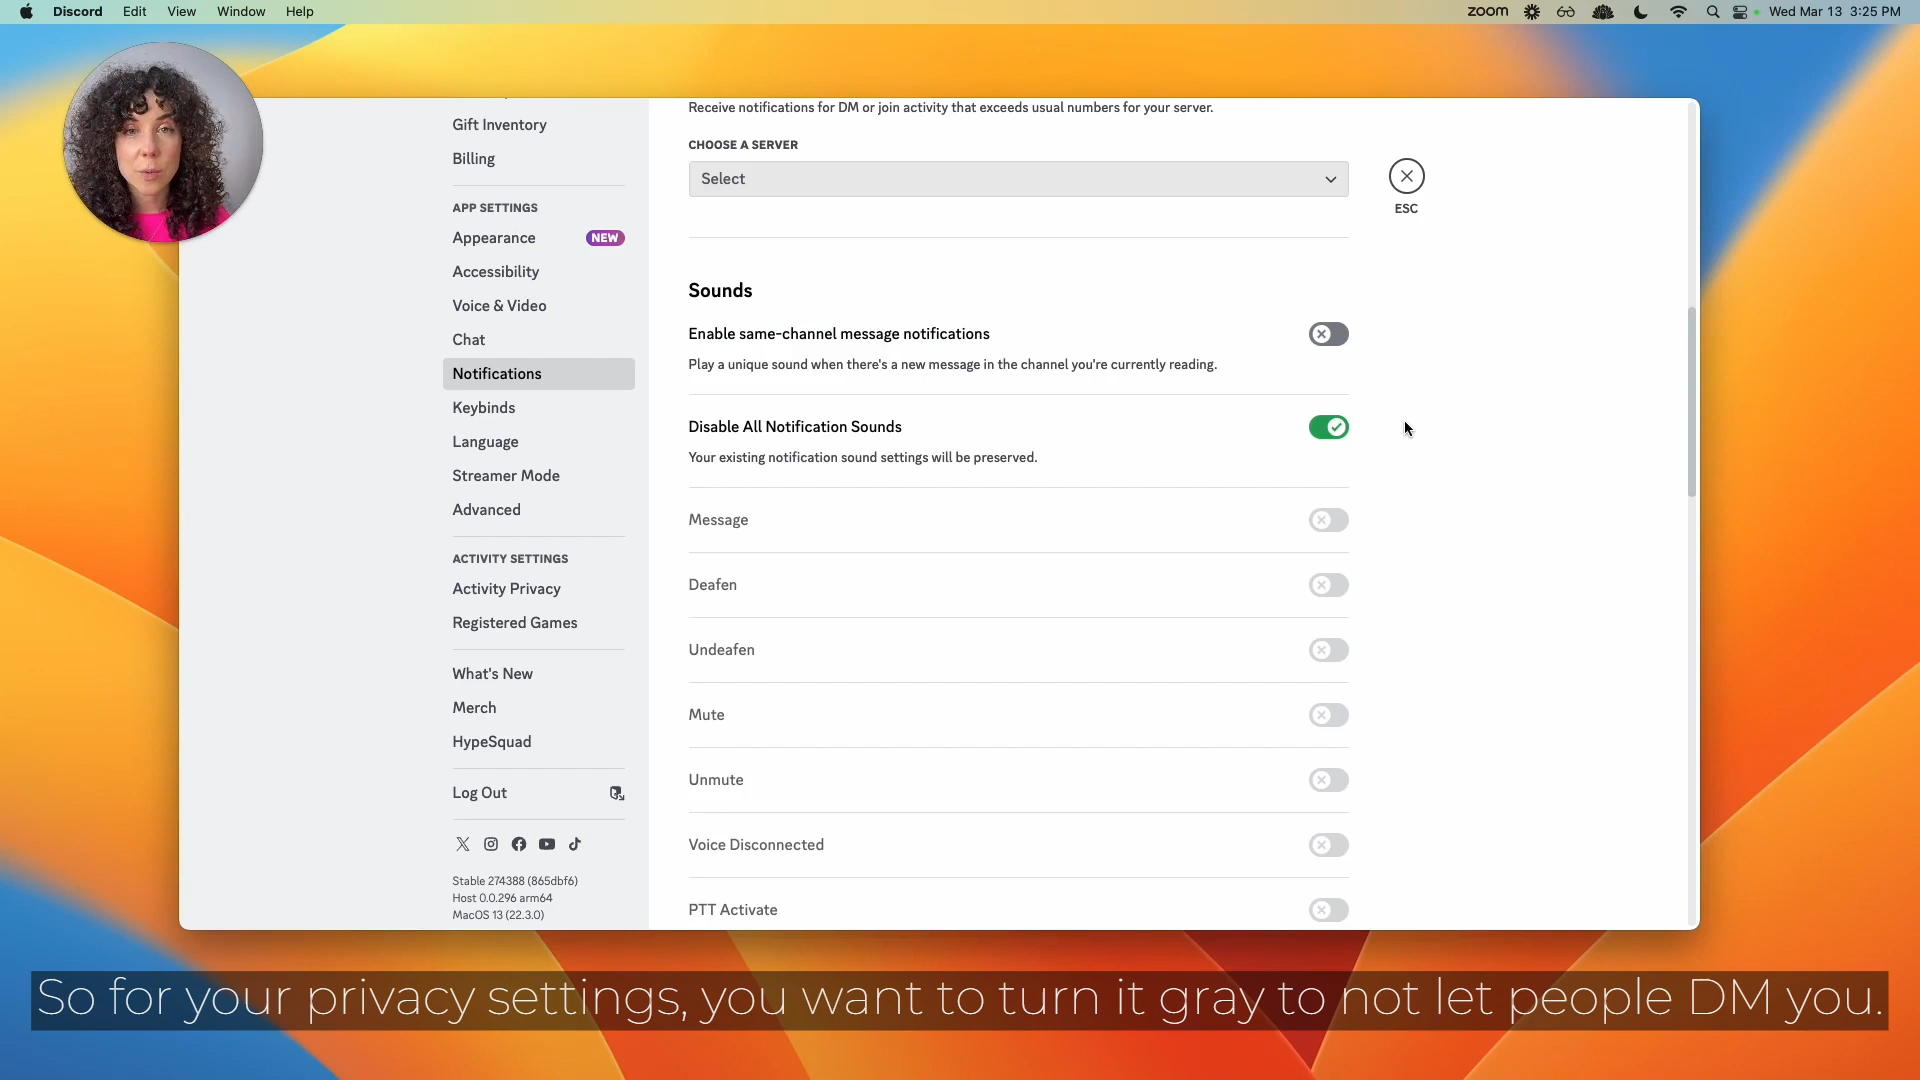 Discord Edit View Window Help
zoom Wed Mar 13 3:25 PM
Gift Inventory
Billing
APP SETTINGS
Appearance NEW
Accessibility
Voice & Video
Chat
Notifications
Keybinds
Language
Streamer Mode
Advanced
ACTIVITY SETTINGS
Activity Privacy
Registered Games
What's New
Merch
HypeSquad
Log Out
Stable 274388 (865dbf6)
Host 0.0.296 arm64
MacOS 13 (22.3.0)
Receive notifications for DM or join activity that exceeds usual numbers for your server.
CHOOSE A SERVER
Select
ESC
Sounds
Enable same-channel message notifications
Play a unique sound when there's a new message in the channel you're currently reading.
Disable All Notification Sounds
Your existing notification sound settings will be preserved.
Message
Deafen
Undeafen
Mute
Unmute
Voice Disconnected
PTT Activate
So for your privacy settings, you want to turn it gray to not let people DM you.